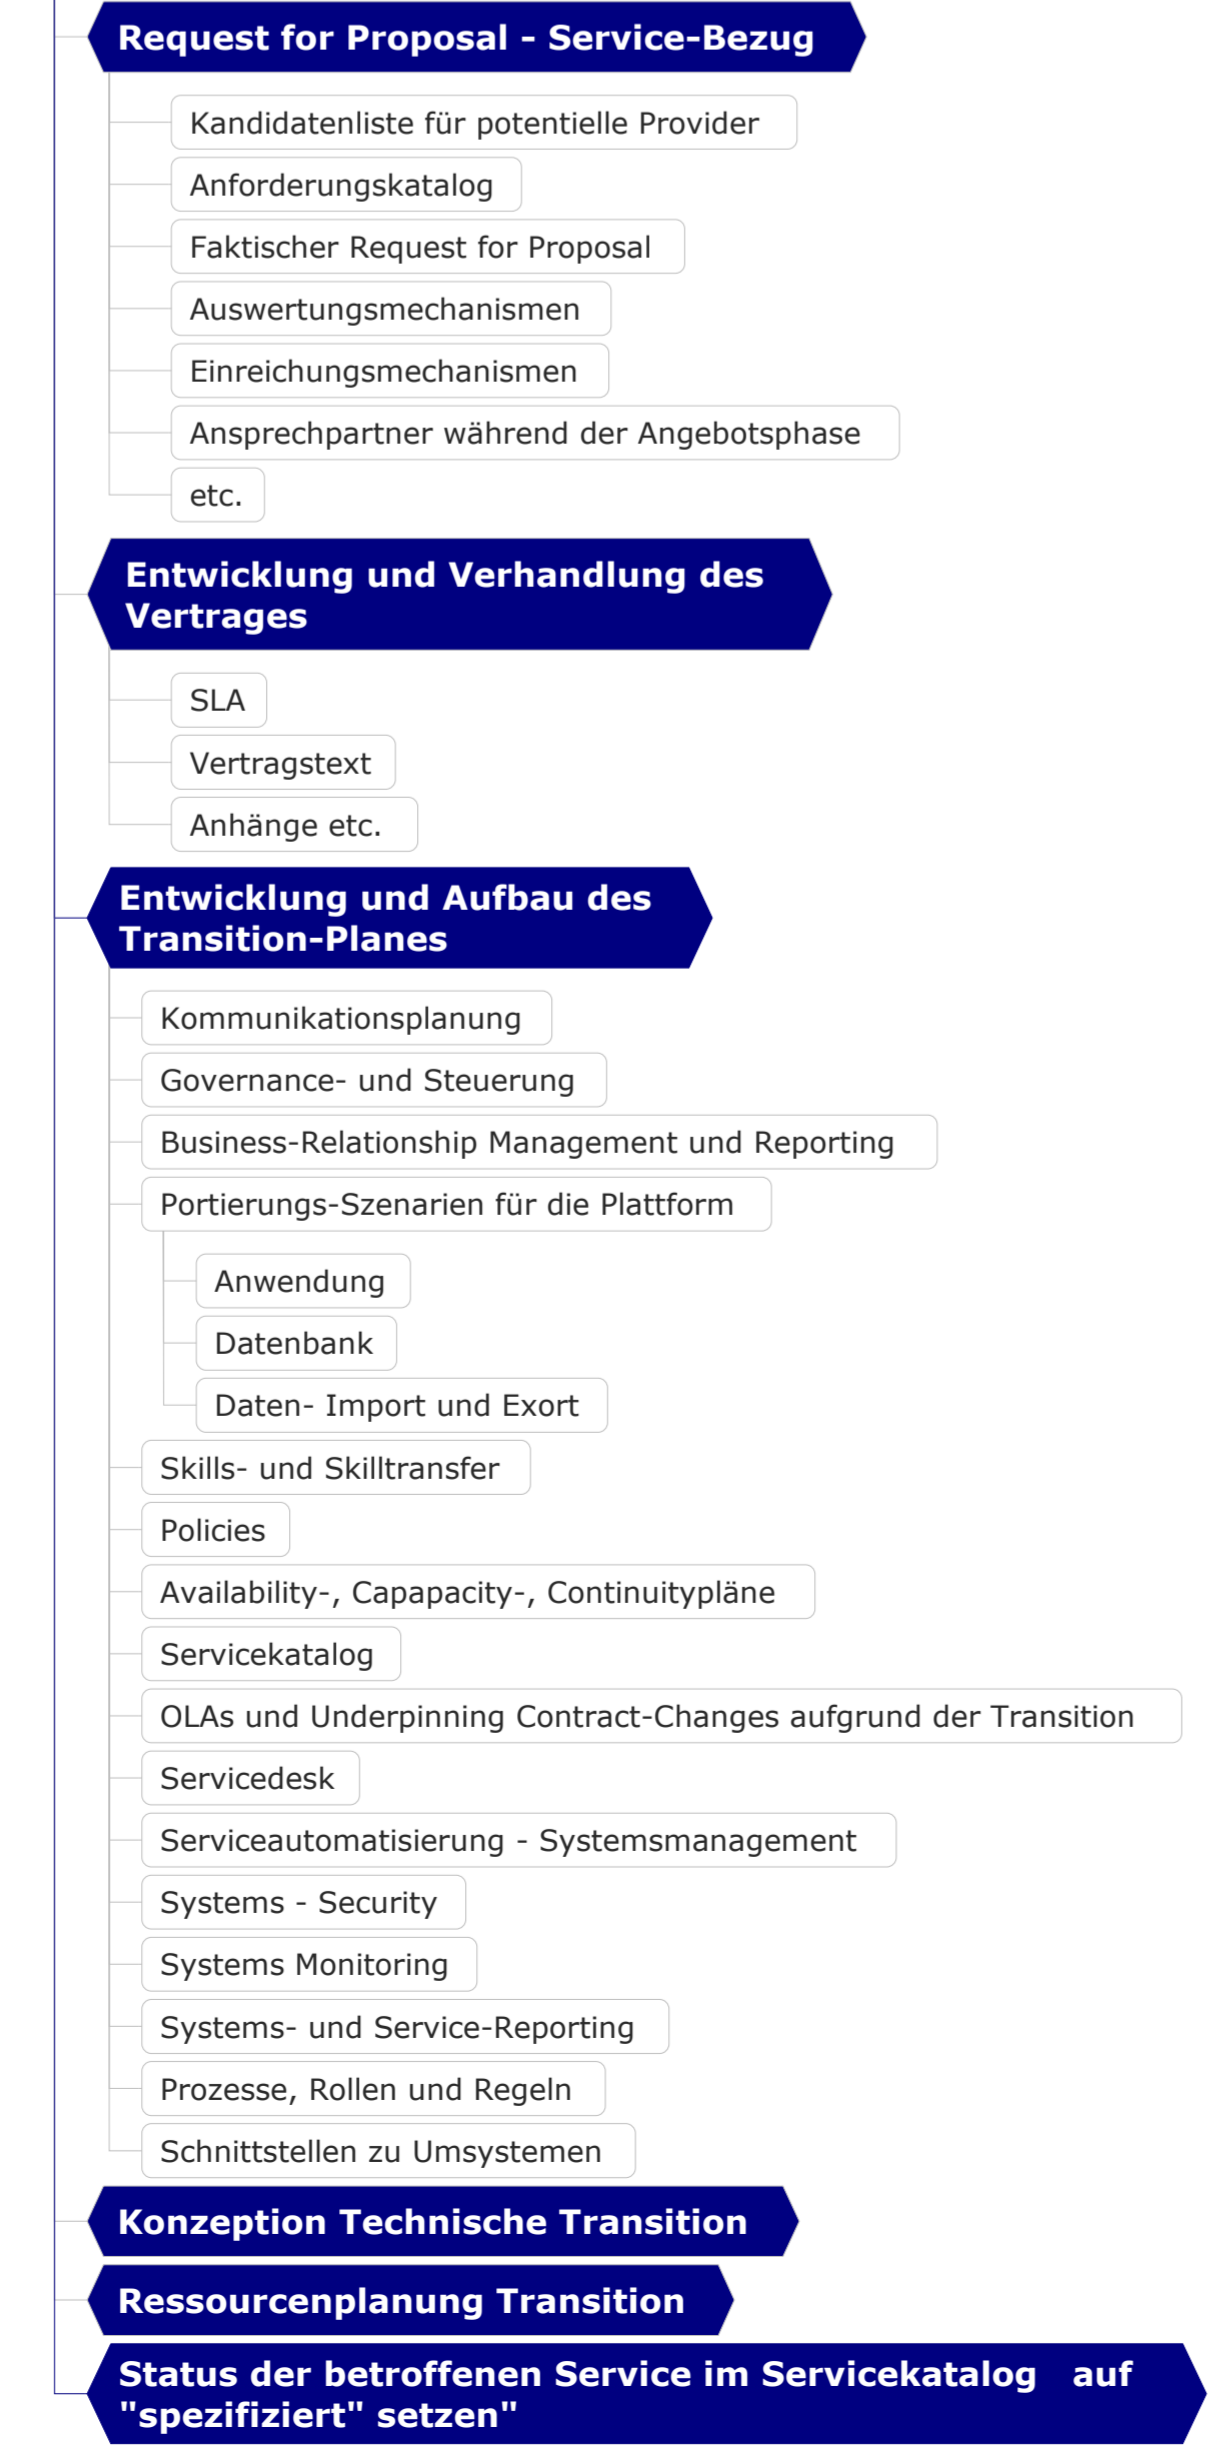 Request for Proposal - Service-Bezug
Kandidatenliste für potentielle Provider
Anforderungskatalog
Faktischer Request for Proposal
Auswertungsmechanismen
Einreichungsmechanismen
Ansprechpartner während der Angebotsphase
etc.
Entwicklung und Verhandlung des
Vertrages
SLA
Vertragstext
Anhänge etc.
Entwicklung und Aufbau des
Transition-Planes
Kommunikationsplanung
Governance- und Steuerung
Business-Relationship Management und Reporting
Portierungs-Szenarien für die Plattform
Anwendung
Datenbank
Daten- Import und Exort
Skills- und Skilltransfer
Policies
Availability-, Capapacity-, Continuitypläne
Servicekatalog
OLAs und Underpinning Contract-Changes aufgrund der Transition
Servicedesk
Serviceautomatisierung - Systemsmanagement
Systems - Security
Systems Monitoring
Systems- und Service-Reporting
Prozesse, Rollen und Regeln
Schnittstellen zu Umsystemen
Konzeption Technische Transition
Ressourcenplanung Transition
Status der betroffenen Service im Servicekatalog   auf
"spezifiziert" setzen"